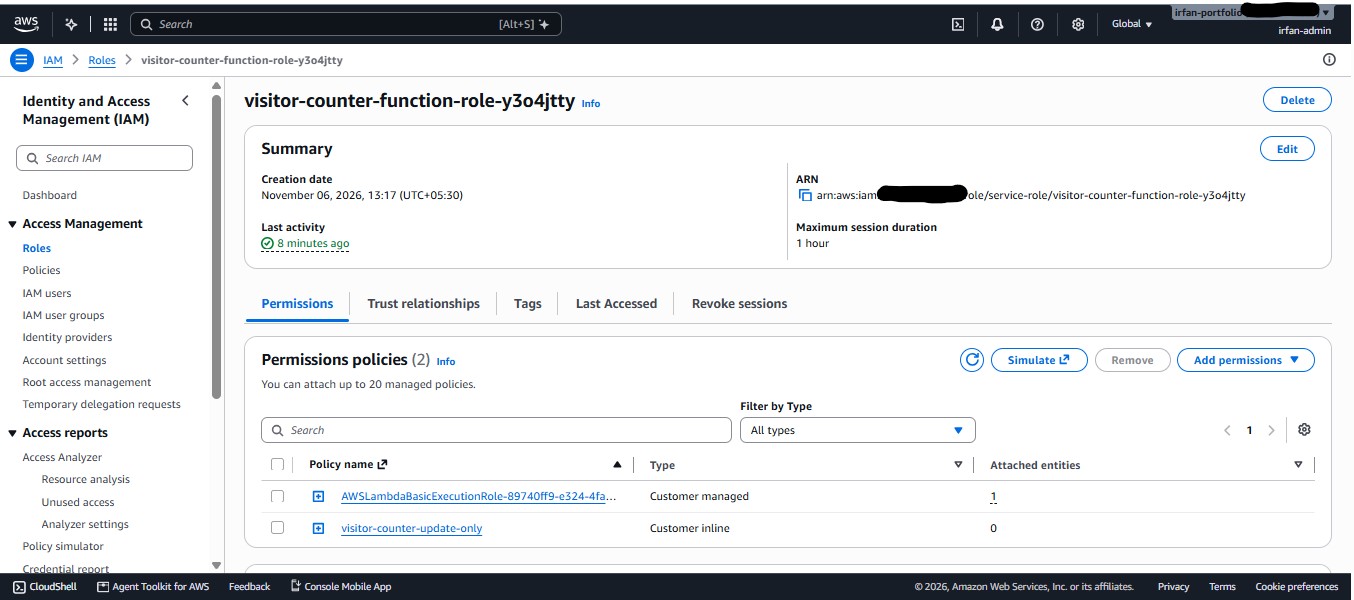 aws
Search [Alt+S]
Global
irfan-portfolio
irfan-admin
IAM > Roles > visitor-counter-function-role-y3o4jtty
Identity and Access
Management (IAM)
Search IAM
Dashboard
Access Management
Roles
Policies
IAM users
IAM user groups
Identity providers
Account settings
Root access management
Temporary delegation requests
Access reports
Access Analyzer
Resource analysis
Unused access
Analyzer settings
Policy simulator
Credential report
visitor-counter-function-role-y3o4jtty Info
Delete
Summary
Edit
Creation date
November 06, 2026, 13:17 (UTC+05:30)
ARN
arn:aws:iam ole/service-role/visitor-counter-function-role-y3o4jtty
Last activity
8 minutes ago
Maximum session duration
1 hour
Permissions Trust relationships Tags Last Accessed Revoke sessions
Permissions policies (2) Info
Simulate Remove Add permissions
You can attach up to 20 managed policies.
Filter by Type
Search All types 1
Policy name Type Attached entities
AWSLambdaBasicExecutionRole-89740ff9-e324-4fa... Customer managed 1
visitor-counter-update-only Customer inline 0
CloudShell Agent Toolkit for AWS Feedback Console Mobile App © 2026, Amazon Web Services, Inc. or its affiliates. Privacy Terms Cookie preferences